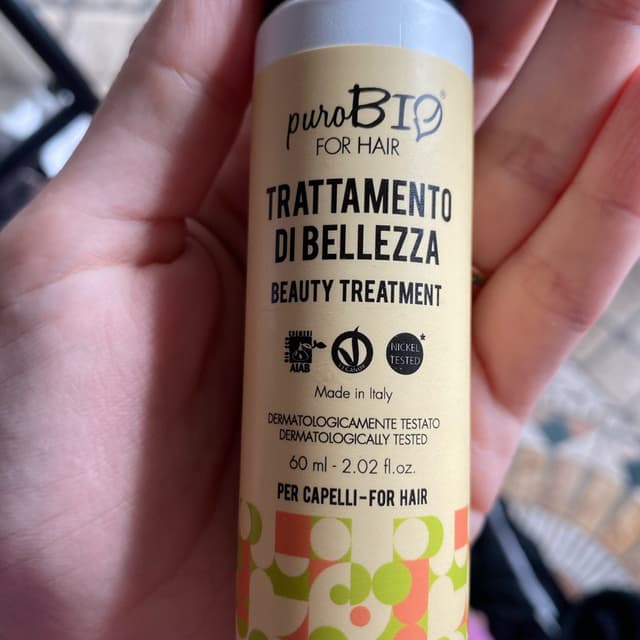 puroBIO®
FOR HAIR
TRATTAMENTO
DI BELLEZZA
BEAUTY TREATMENT
AIAB
NICKEL
TESTED*
Made in Italy
DERMATOLOGICAMENTE TESTATO
DERMATOLOGICALLY TESTED
60 ml - 2.02 fl.oz.
PER CAPELLI-FOR HAIR